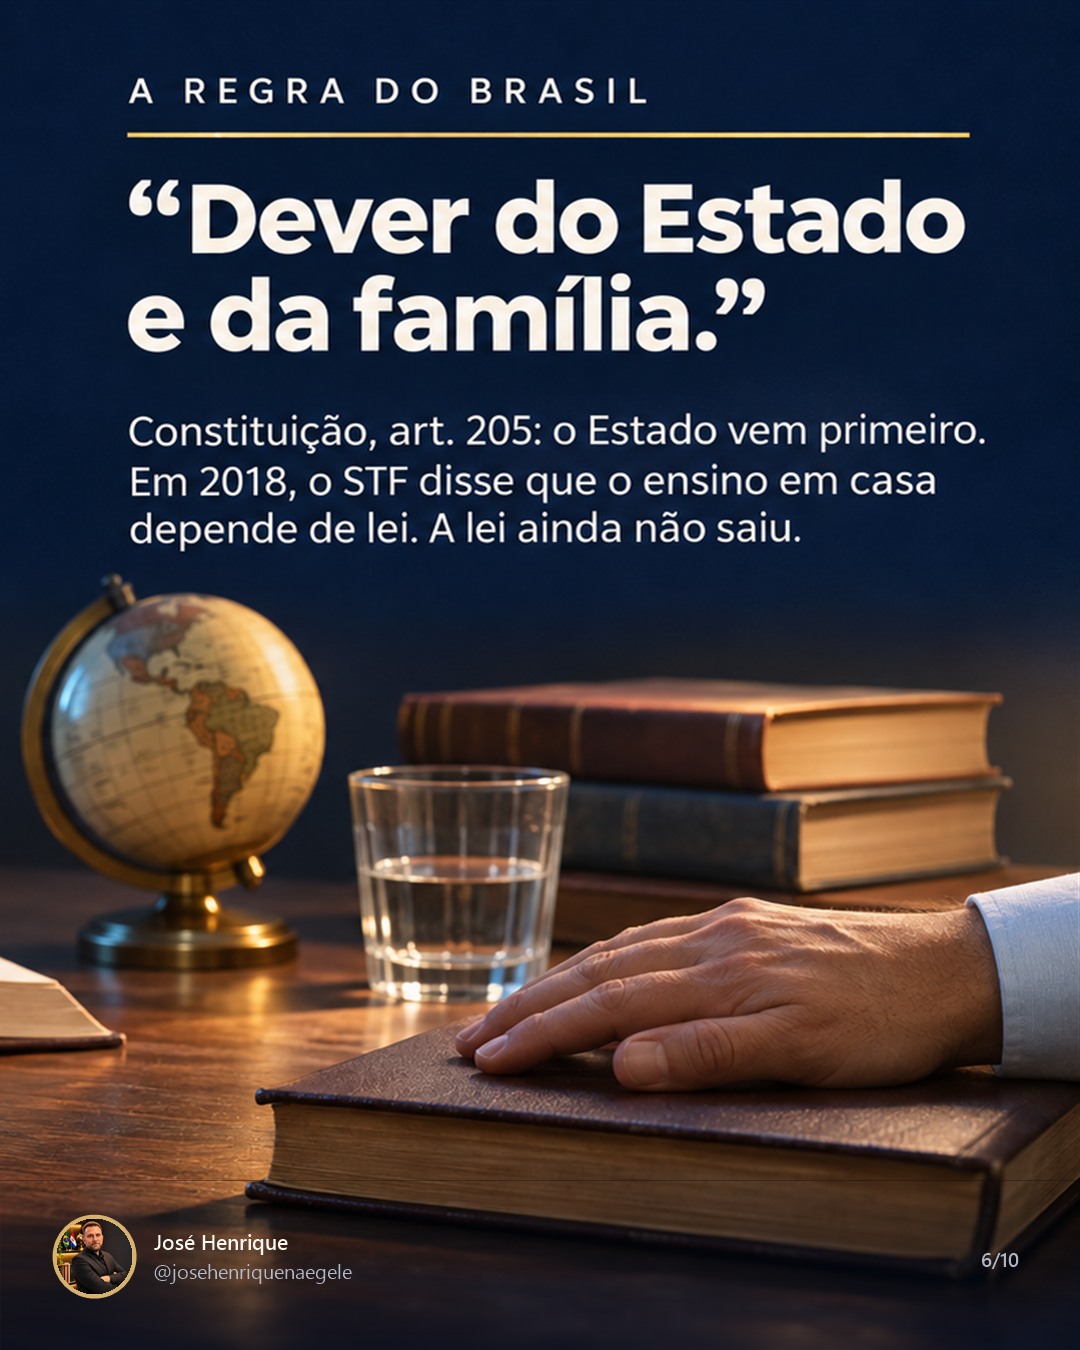 A REGRA DO BRASIL
“Dever do Estado
e da família.”
Constituição, art. 205: o Estado vem primeiro.
Em 2018, o STF disse que o ensino em casa
depende de lei. A lei ainda não saiu.
José Henrique
@josehenriquenaegele
6/10